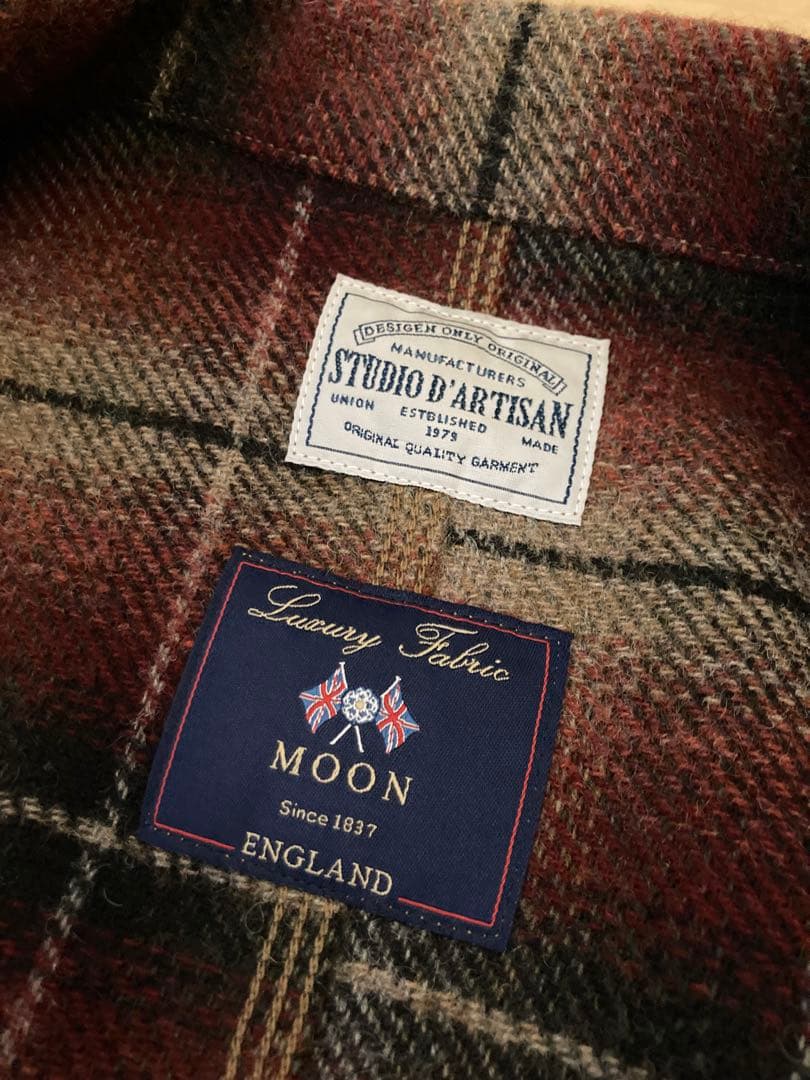 DESIGEN ONLY ORIGINAL
MANUFACTURERS
STUDIO D'ARTISAN
UNION ESTBLISHED MADE
1979
ORIGINAL QUALITY GARMENT
Luxury Fabric
MOON
Since 1837
ENGLAND